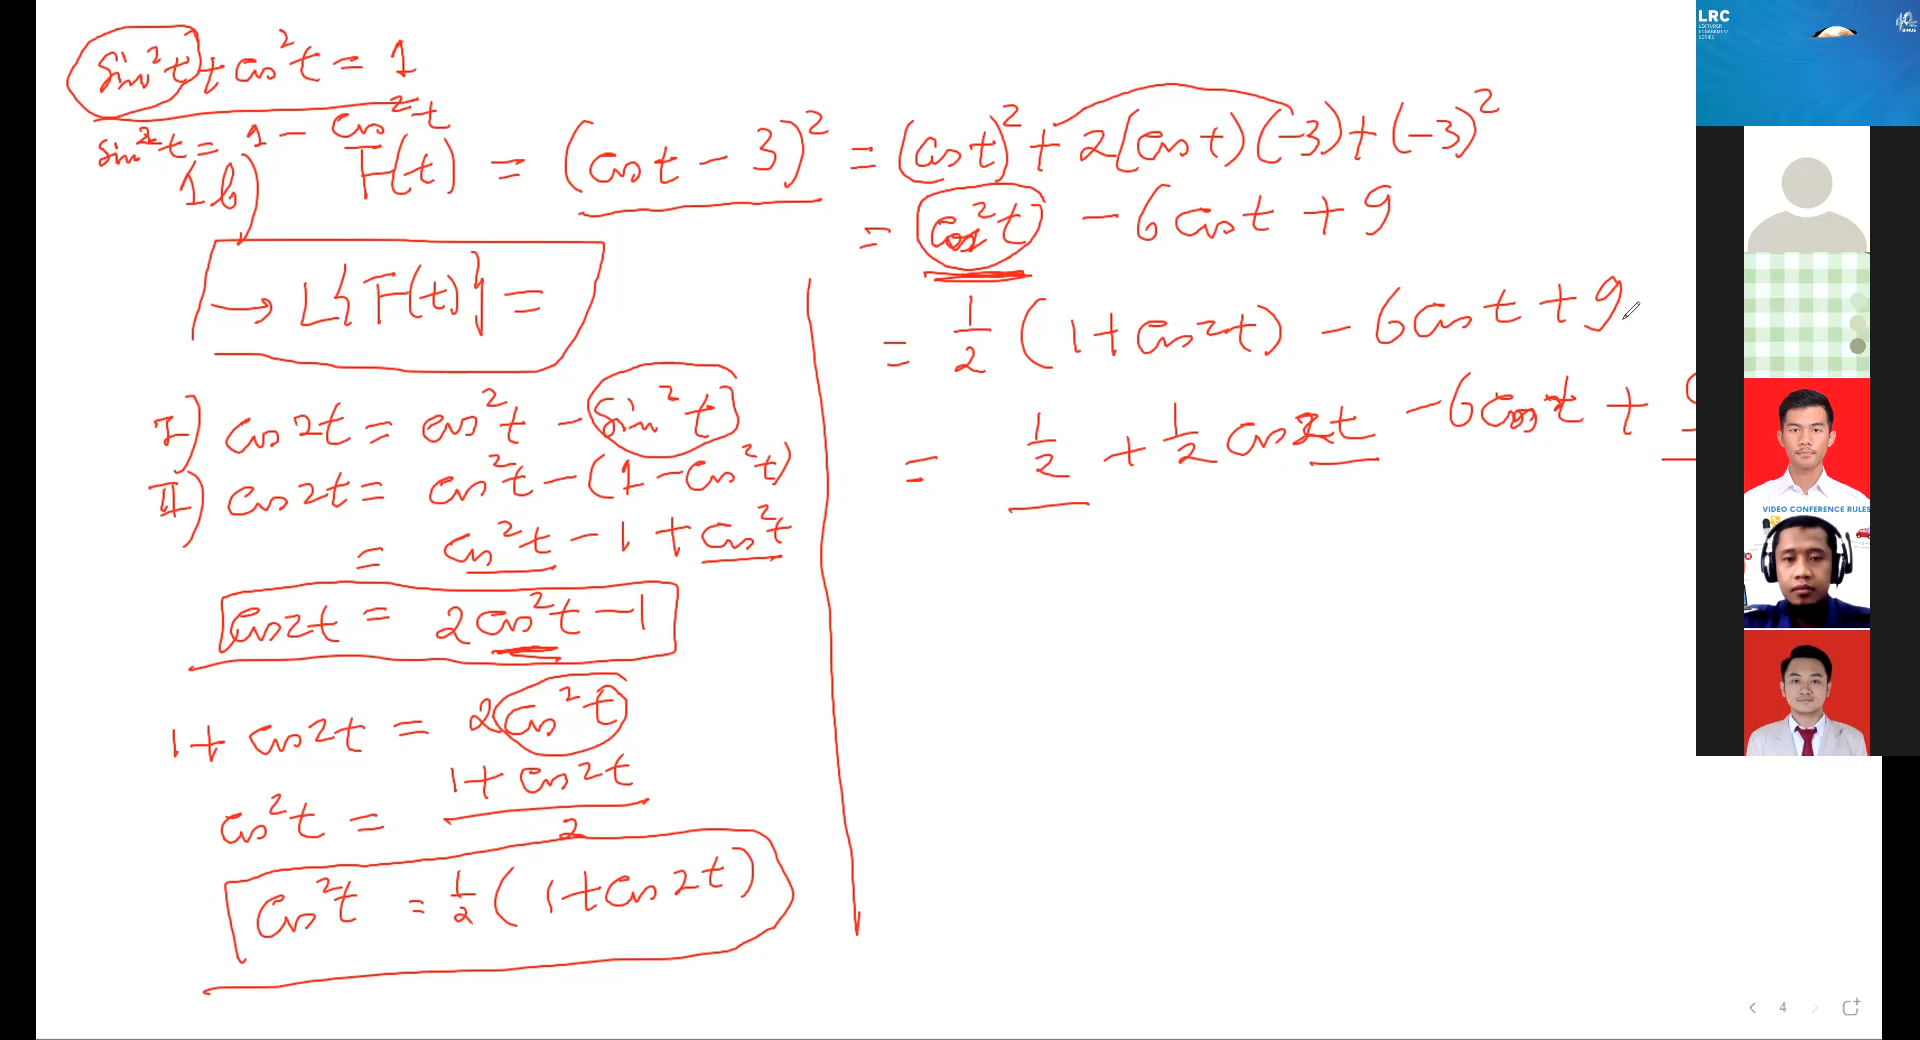 sin²t + cos²t = 1
sin²t = 1 - cos²t
1b) F(t) = (cos t - 3)² = (cos t)² + 2(cos t)(-3) + (-3)²
= cos²t - 6 cos t + 9
→ L{F(t)} =
= 1/2 (1 + cos 2t) - 6 cos t + 9
= 1/2 + 1/2 cos 2t - 6 cos t +
I) cos 2t = cos²t - sin²t
II) cos 2t = cos²t - (1 - cos²t)
= cos²t - 1 + cos²t
cos 2t = 2 cos²t - 1
1 + cos 2t = 2 cos²t
cos²t = (1 + cos 2t)/2
cos²t = 1/2 (1 + cos 2t)
LRC
LECTURER
ENGAGEMENT
SERIES
BINUS
VIDEO CONFERENCE RULES
4